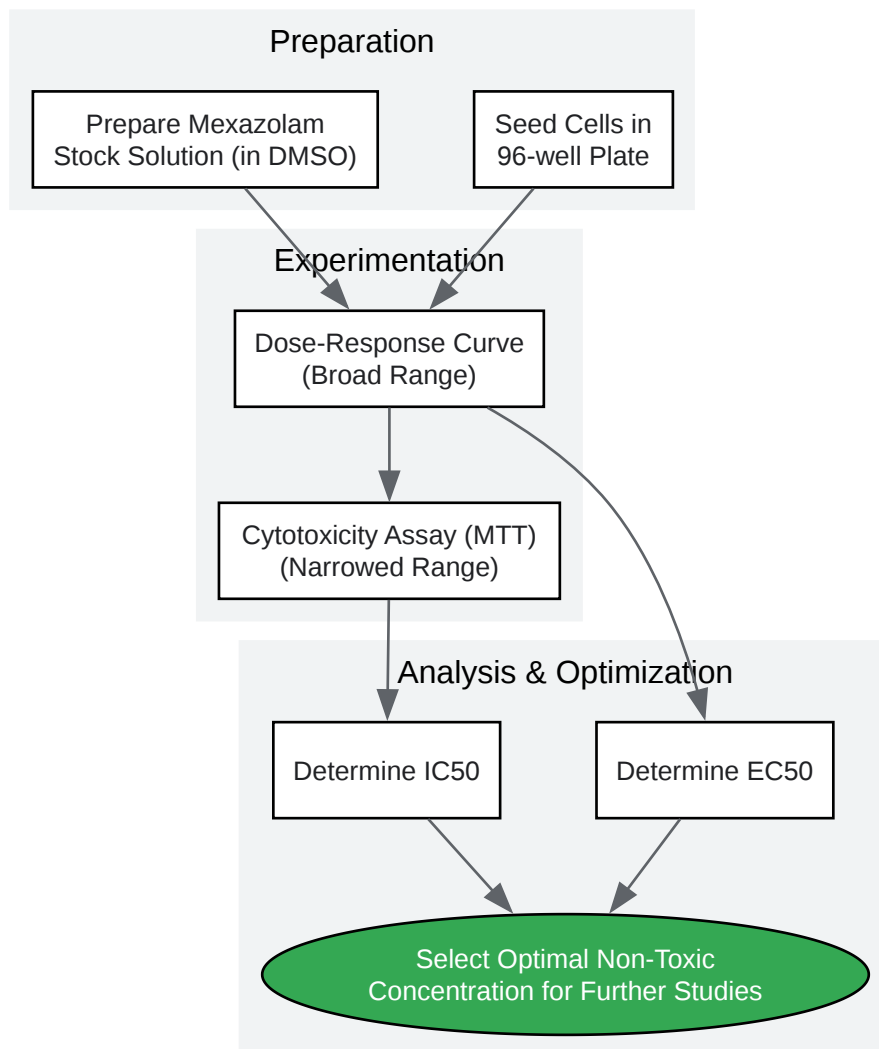 Preparation
Prepare Mexazolam
Stock Solution (in DMSO)
Seed Cells in
96-well Plate
Experimentation
Dose-Response Curve
(Broad Range)
Cytotoxicity Assay (MTT)
(Narrowed Range)
Analysis & Optimization
Determine IC50
Determine EC50
Select Optimal Non-Toxic
Concentration for Further Studies